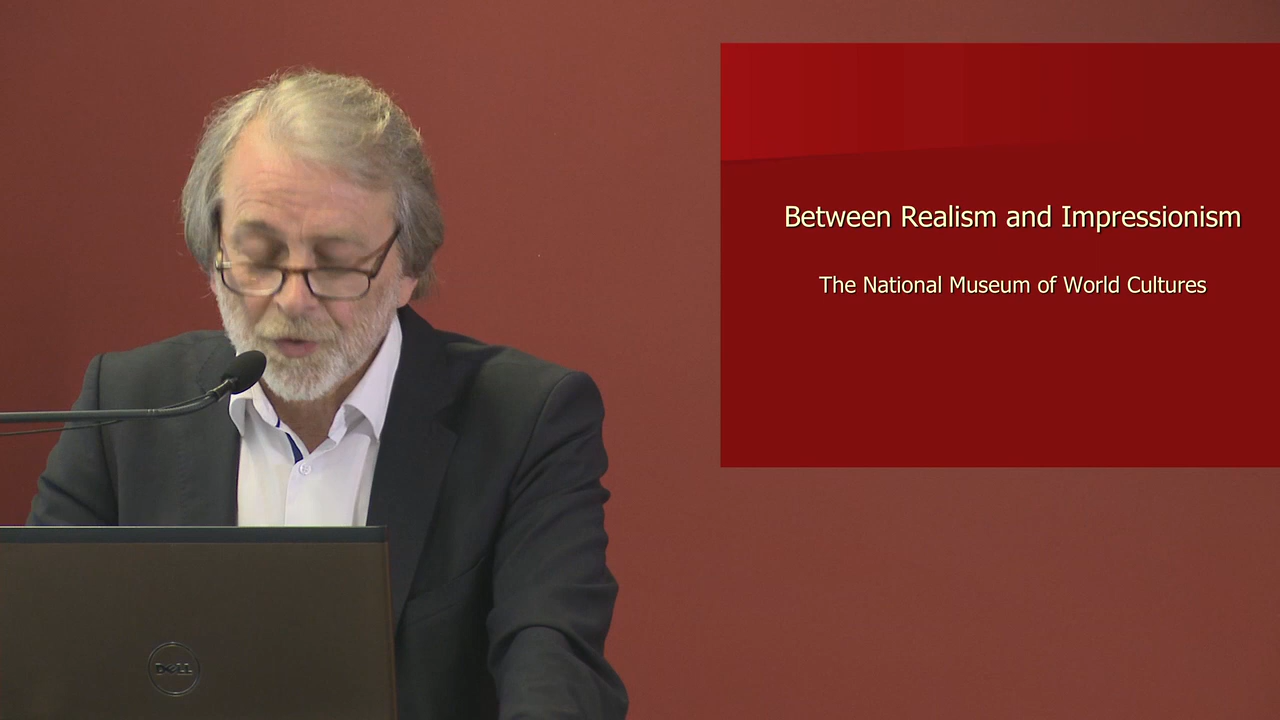 Between Realism and Impressionism
The National Museum of World Cultures
DELL